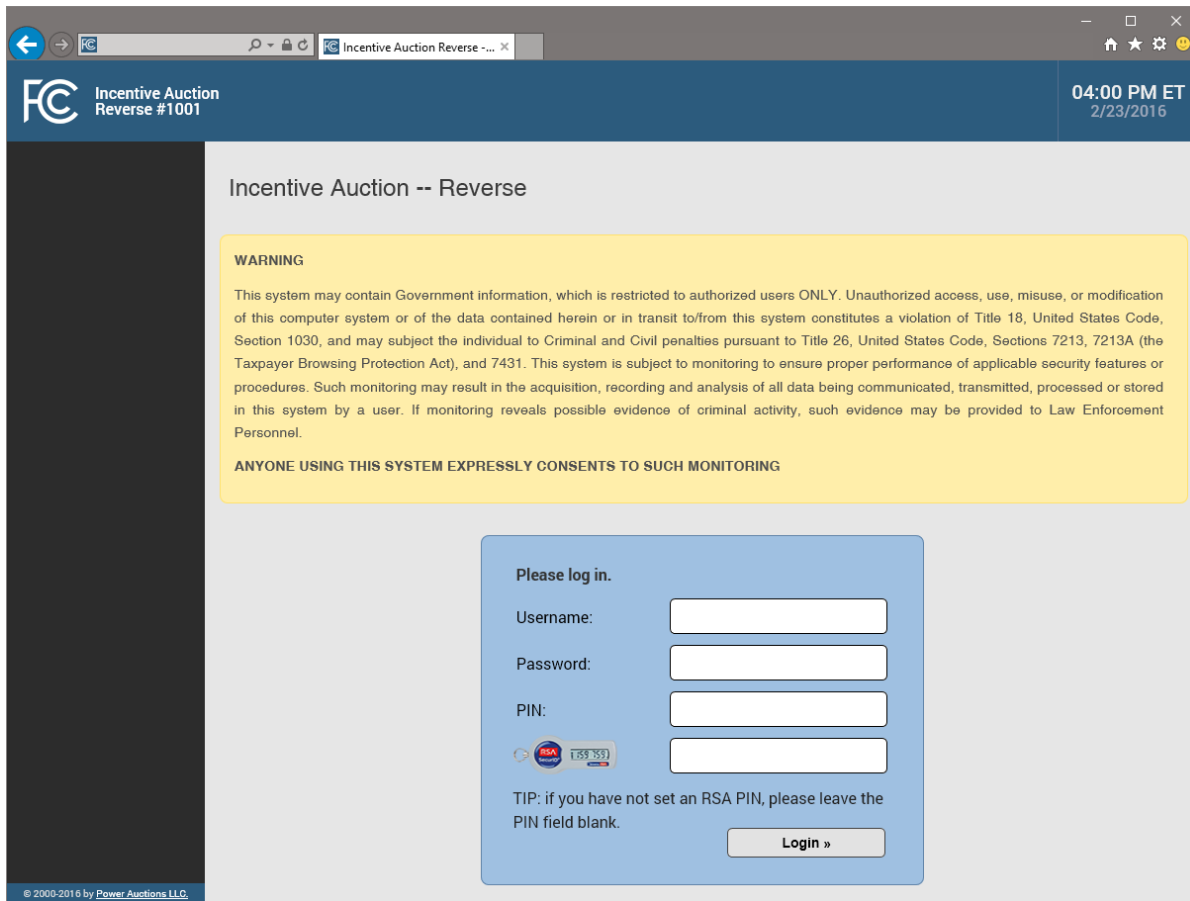 Incentive Auction Reverse -...
FCC
Incentive Auction
Reverse #1001
04:00 PM ET
2/23/2016
Incentive Auction -- Reverse
WARNING
This system may contain Government information, which is restricted to authorized users ONLY. Unauthorized access, use, misuse, or modification
of this computer system or of the data contained herein or in transit to/from this system constitutes a violation of Title 18, United States Code,
Section 1030, and may subject the individual to Criminal and Civil penalties pursuant to Title 26, United States Code, Sections 7213, 7213A (the
Taxpayer Browsing Protection Act), and 7431. This system is subject to monitoring to ensure proper performance of applicable security features or
procedures. Such monitoring may result in the acquisition, recording and analysis of all data being communicated, transmitted, processed or stored
in this system by a user. If monitoring reveals possible evidence of criminal activity, such evidence may be provided to Law Enforcement
Personnel.
ANYONE USING THIS SYSTEM EXPRESSLY CONSENTS TO SUCH MONITORING
Please log in.
Username:
Password:
PIN:
RSA
TIP: if you have not set an RSA PIN, please leave the
PIN field blank.
Login »
© 2000-2016 by Power Auctions LLC.